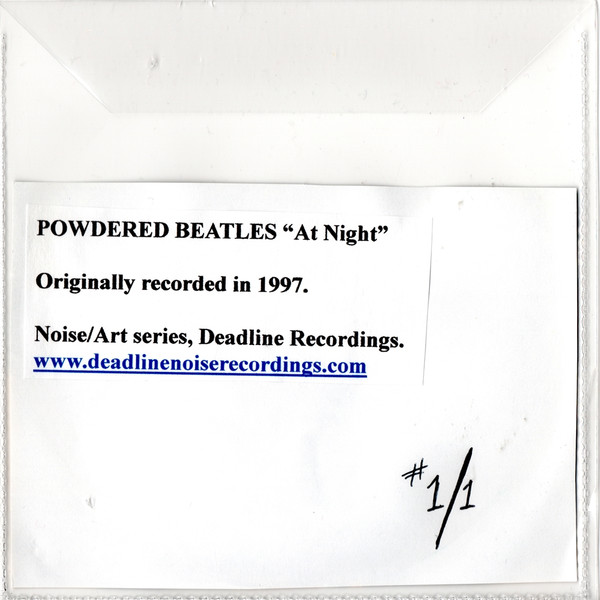 POWDERED BEATLES “At Night”
Originally recorded in 1997.
Noise/Art series, Deadline Recordings.
www.deadlinenoiserecordings.com
#1/1